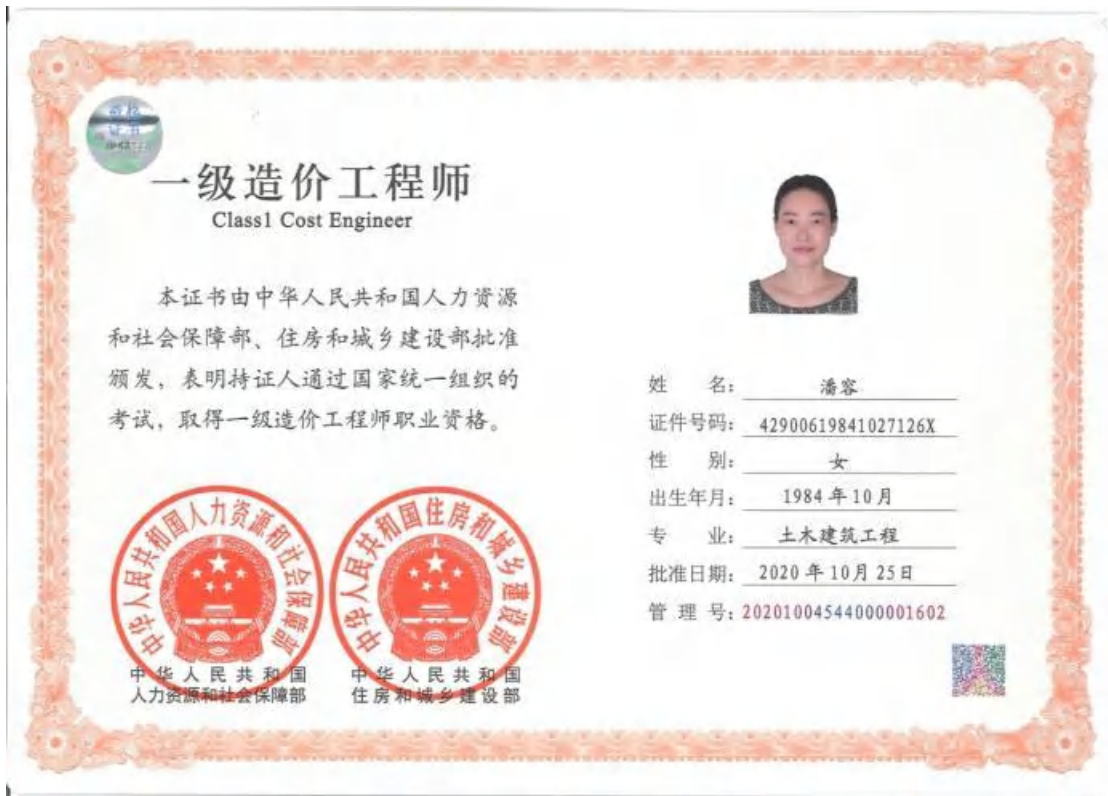 资格
证书
一级造价工程师
Class1 Cost Engineer
本证书由中华人民共和国人力资源
和社会保障部、住房和城乡建设部批准
颁发，表明持证人通过国家统一组织的
考试，取得一级造价工程师职业资格。
中华人民共和国人力资源和社会保障部
中华人民共和国住房和城乡建设部
中华人民共和国
人力资源和社会保障部
中华人民共和国
住房和城乡建设部
姓 名： 潘容
证件号码： 42900619841027126X
性 别： 女
出生年月： 1984年10月
专 业： 土木建筑工程
批准日期： 2020年10月25日
管 理 号：20201004544000001602